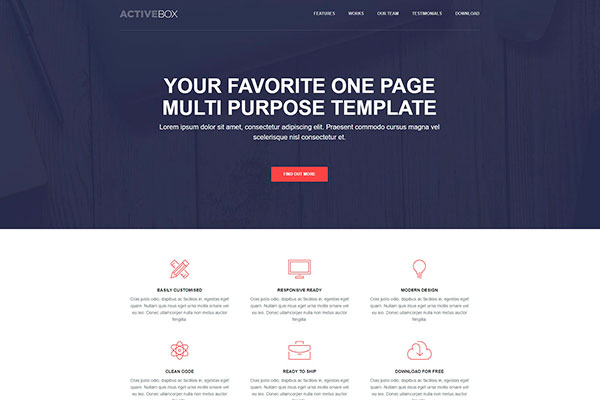 ACTIVEBOX
FEATURES WORKS OUR TEAM TESTIMONIALS DOWNLOAD
YOUR FAVORITE ONE PAGE
MULTI PURPOSE TEMPLATE
Lorem ipsum dolor sit amet, consectetur adipiscing elit. Praesent commodo cursus magna vel
scelerisque nisl consectetur et.
FIND OUT MORE
EASILY CUSTOMISED
Cras justo odio, dapibus ac facilisis in, egestas eget
quam. Nullam quis risus eget urna mollis ornare vel
eu leo. Donec ullamcorper nulla non metus auctor
fringilla
RESPONSIVE READY
Cras justo odio, dapibus ac facilisis in, egestas eget
quam. Nullam quis risus eget urna mollis ornare vel
eu leo. Donec ullamcorper nulla non metus auctor
fringilla
MODERN DESIGN
Cras justo odio, dapibus ac facilisis in, egestas eget
quam. Nullam quis risus eget urna mollis ornare vel
eu leo. Donec ullamcorper nulla non metus auctor
fringilla
CLEAN CODE
Cras justo odio, dapibus ac facilisis in, egestas eget
quam. Nullam quis risus eget urna mollis ornare vel
READY TO SHIP
Cras justo odio, dapibus ac facilisis in, egestas eget
quam. Nullam quis risus eget urna mollis ornare vel
DOWNLOAD FOR FREE
Cras justo odio, dapibus ac facilisis in, egestas eget
quam. Nullam quis risus eget urna mollis ornare vel